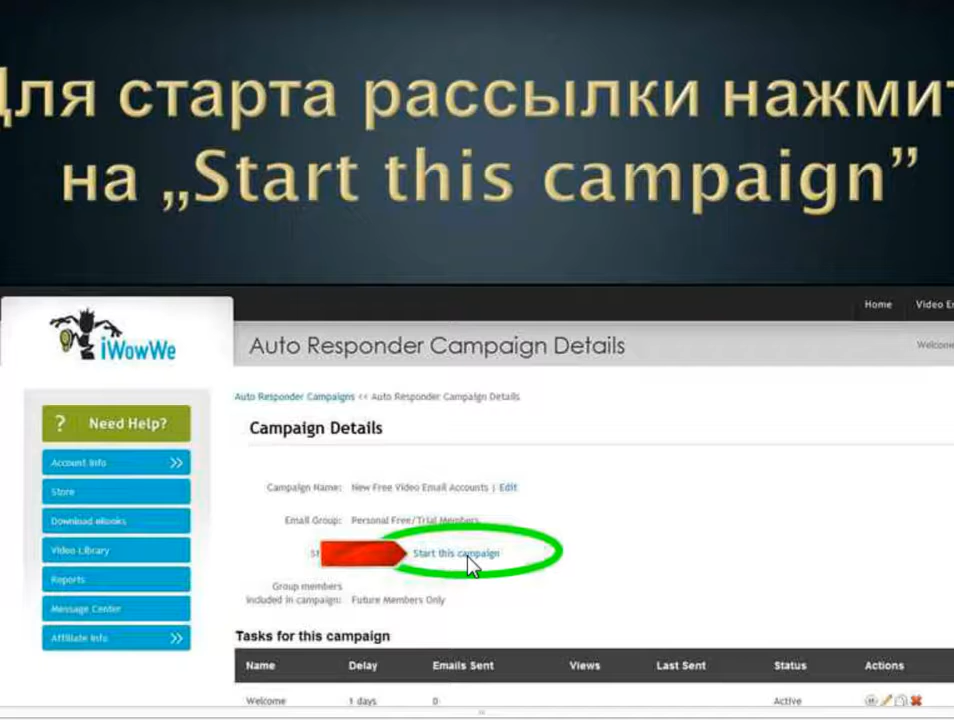 Для старта рассылки нажмит
на „Start this campaign”
Home Video Em
iWowWe
Auto Responder Campaign Details
Welcome
Auto Responder Campaigns << Auto Responder Campaign Details
? Need Help?
Campaign Details
Account Info
Store
Download eBooks
Video Library
Reports
Message Center
Affiliate Info
Campaign Name: New Free Video Email Accounts | Edit
Email Group: Personal Free/Trial Members
Start this campaign
Group members
included in campaign: Future Members Only
Tasks for this campaign
Name Delay Emails Sent Views Last Sent Status Actions
Welcome 1 days 0 Active